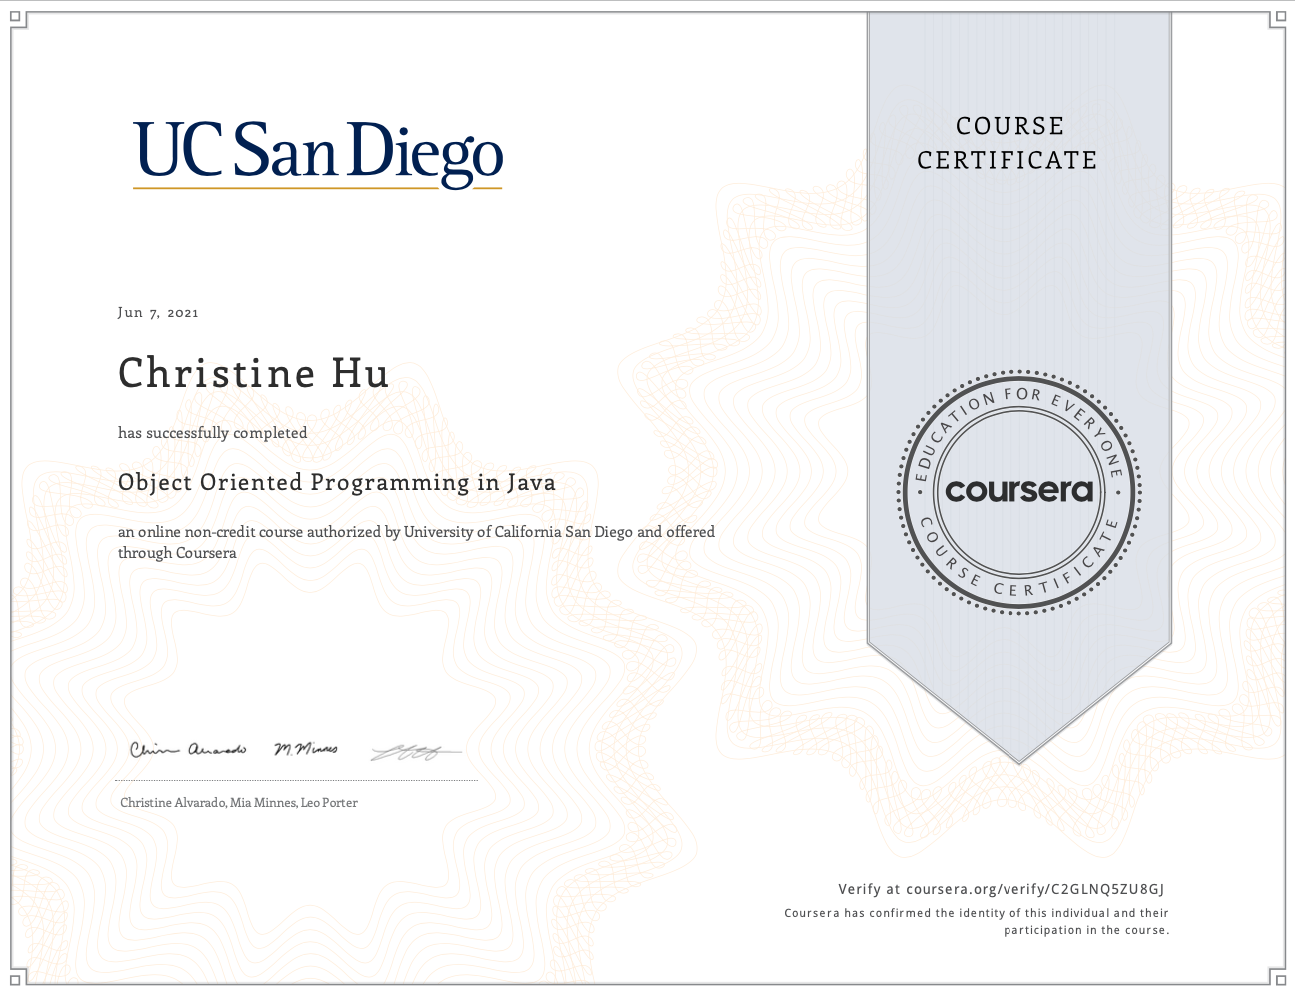 UC San Diego
COURSE
CERTIFICATE
Jun 7, 2021
Christine Hu
has successfully completed
Object Oriented Programming in Java
an online non-credit course authorized by University of California San Diego and offered
through Coursera
EDUCATION FOR EVERYONE
coursera
COURSE CERTIFICATE
M. Minnes
Christine Alvarado, Mia Minnes, Leo Porter
Verify at coursera.org/verify/C2GLNQ5ZU8GJ
Coursera has confirmed the identity of this individual and their
participation in the course.